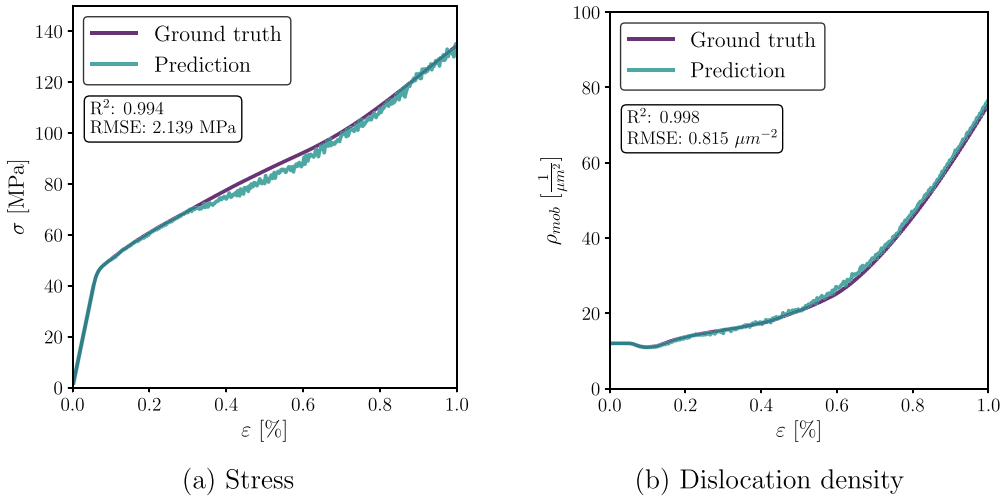 140
120
100
80
60
40
20
0
σ [MPa]
Ground truth
Prediction
R²: 0.994
RMSE: 2.139 MPa
0.0 0.2 0.4 0.6 0.8 1.0
ε [%]
(a) Stress
100
80
60
40
20
0
ρ_mob [1/μm²]
Ground truth
Prediction
R²: 0.998
RMSE: 0.815 μm⁻²
0.0 0.2 0.4 0.6 0.8 1.0
ε [%]
(b) Dislocation density